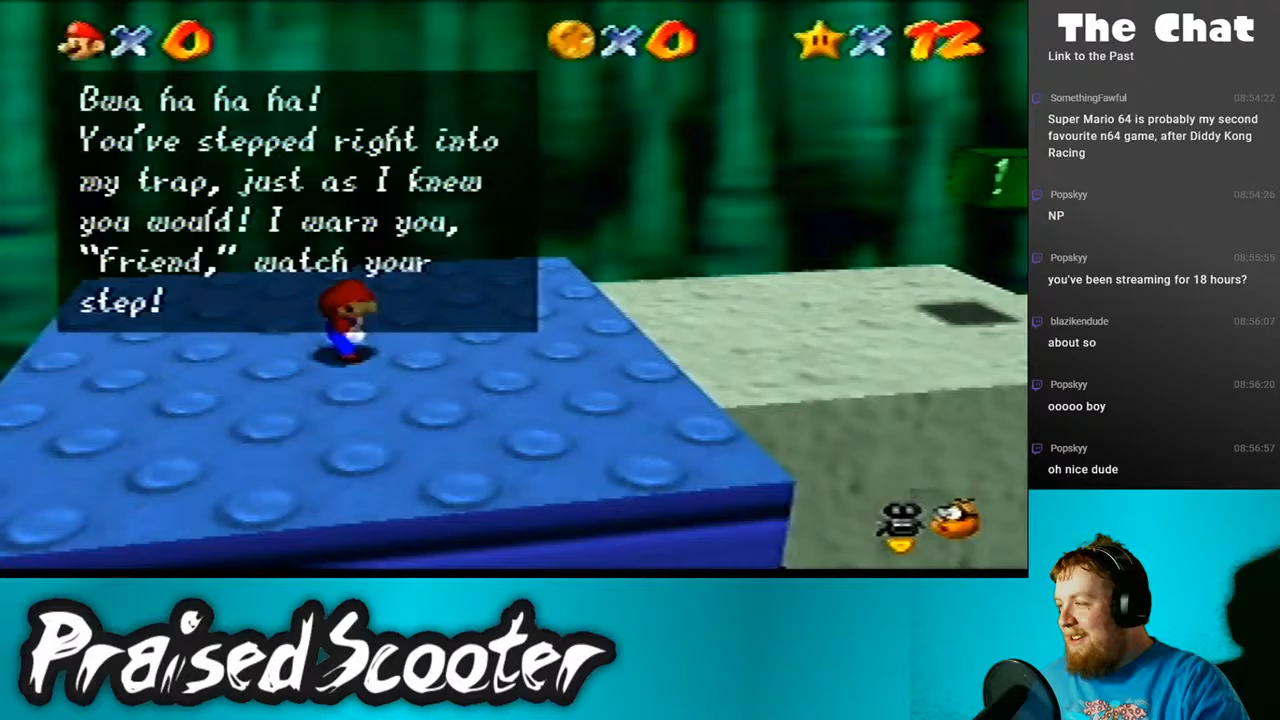 0
0
12
Bwa ha ha ha!
You've stepped right into
my trap, just as I knew
you would! I warn you,
"Friend," watch your
step!
!
The Chat
Link to the Past
SomethingFawful 08:54:22
Super Mario 64 is probably my second
favourite n64 game, after Diddy Kong
Racing
Popskyy 08:54:26
NP
Popskyy 08:55:55
you've been streaming for 18 hours?
blazikendude 08:56:07
about so
Popskyy 08:56:20
ooooo boy
Popskyy 08:56:57
oh nice dude
PraisedScooter